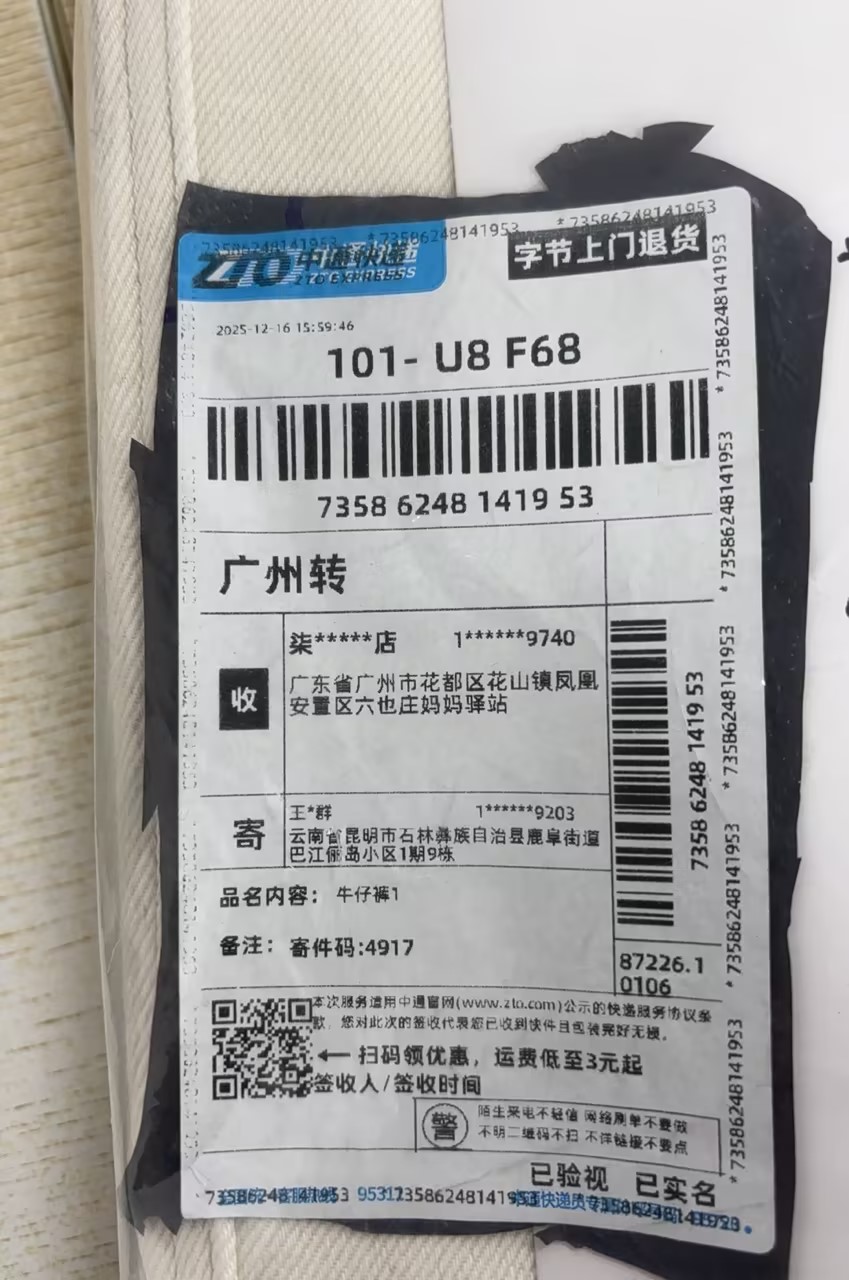 *73586248141953 *73586248141953 *73586248141953
ZTO 中通快递
ZTO EXPRESS
字节上门退货
2025-12-16 15:59:46
101- U8 F68
7358 6248 1419 53
广州转
收
柒*****店 1******9740
广东省广州市花都区花山镇凤凰
安置区六也庄妈妈驿站
寄
王*群 1******9203
云南省昆明市石林彝族自治县鹿阜街道
巴江俪岛小区1期9栋
品名内容: 牛仔裤1
备注: 寄件码:4917
7358 6248 1419 53
87226.1
0106
本次服务适用中通官网(www.zto.com)公示的快递服务协议条
款, 您对此次的签收代表您已收到快件且包装完好无损。
← 扫码领优惠, 运费低至3元起
签收人/签收时间
警
陌生来电不轻信 网络刷单不要做
不明二维码不扫 不详链接不要点
已验视 已实名
*73586248141953 95311 73586248141953 *73586248141953
*73586248141953
*73586248141953
*73586248141953
*73586248141953
*73586248141953